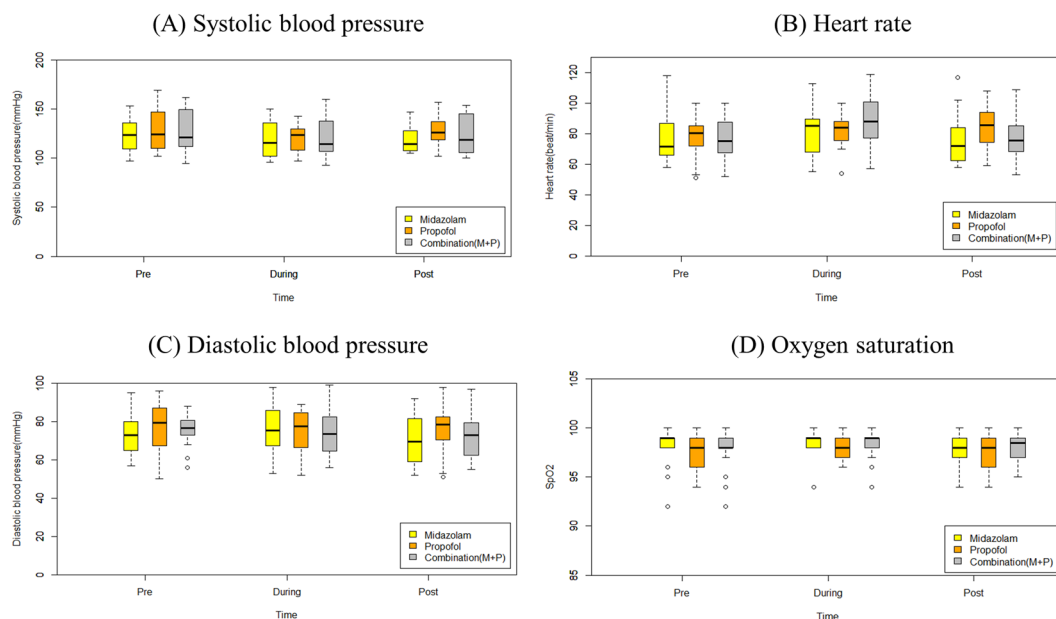 (A) Systolic blood pressure
Systolic blood pressure(mmHg)
0
50
100
150
200
Midazolam
Propofol
Combination(M+P)
Pre
During
Post
Time
(B) Heart rate
Heart rate(beat/min)
0
20
40
60
80
100
120
Midazolam
Propofol
Combination(M+P)
Pre
During
Post
Time
(C) Diastolic blood pressure
Diastolic blood pressure(mmHg)
0
20
40
60
80
100
Midazolam
Propofol
Combination(M+P)
Pre
During
Post
Time
(D) Oxygen saturation
SpO2
85
90
95
100
105
Midazolam
Propofol
Combination(M+P)
Pre
During
Post
Time